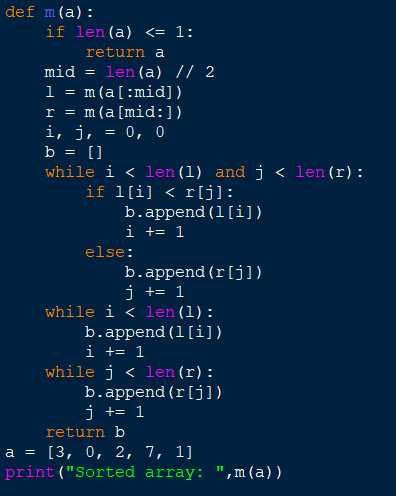 def m(a):
    if len(a) <= 1:
        return a
    mid = len(a) // 2
    l = m(a[:mid])
    r = m(a[mid:])
    i, j, = 0, 0
    b = []
    while i < len(l) and j < len(r):
        if l[i] < r[j]:
            b.append(l[i])
            i += 1
        else:
            b.append(r[j])
            j += 1
    while i < len(l):
        b.append(l[i])
        i += 1
    while j < len(r):
        b.append(r[j])
        j += 1
    return b
a = [3, 0, 2, 7, 1]
print("Sorted array: ",m(a))